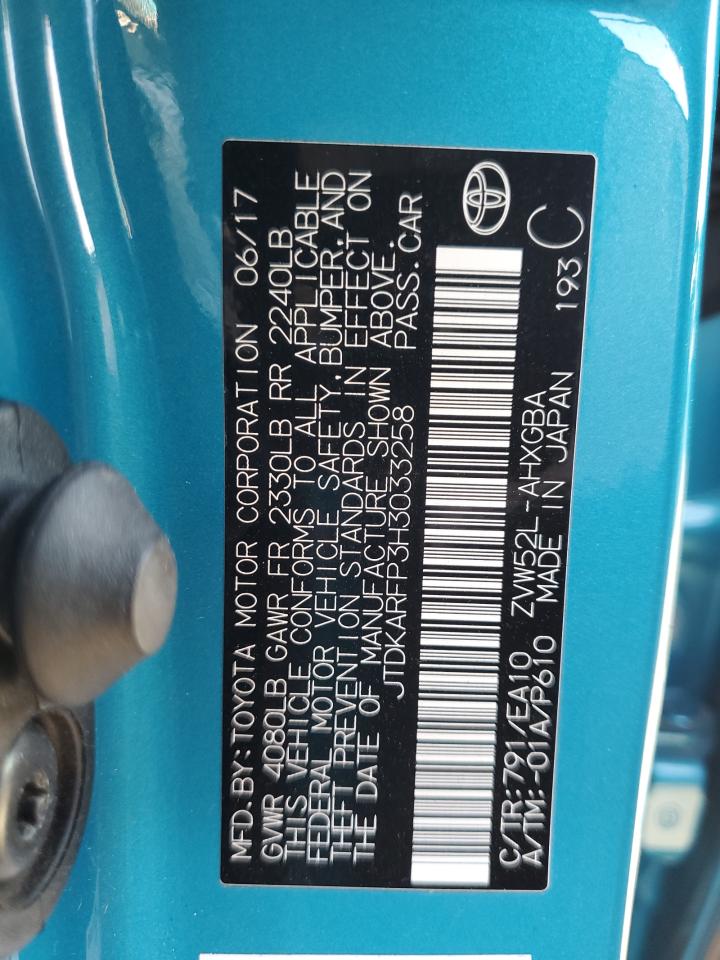 MFD.BY:TOYOTA MOTOR CORPORATION 06/17
GVWR 4080LB GAWR FR 2330LB RR 2240LB
THIS VEHICLE CONFORMS TO ALL APPLICABLE
FEDERAL MOTOR VEHICLE SAFETY,BUMPER,AND
THEFT PREVENTION STANDARDS IN EFFECT ON
THE DATE OF MANUFACTURE SHOWN ABOVE.
JTDKARFP3H3033258 PASS.CAR
C/TR:791/EA10 ZVW52L-AHXGBA
A/TM:-01A/P610 MADE IN JAPAN 193 C